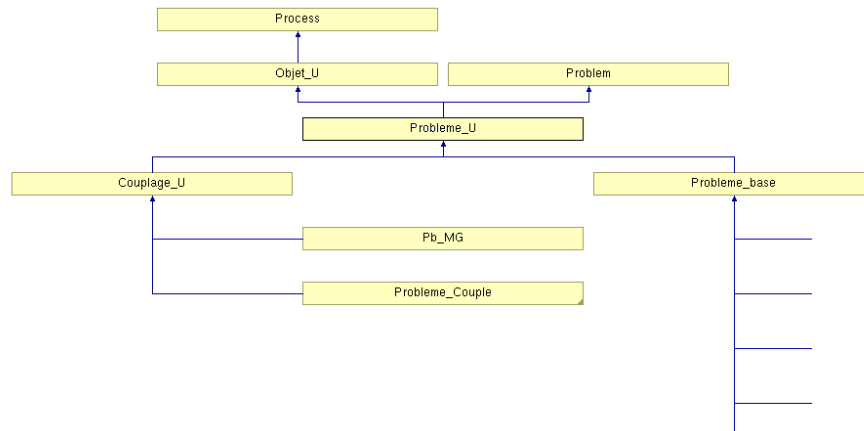 Process
Objet_U
Problem
Probleme_U
Couplage_U
Probleme_base
Pb_MG
Probleme_Couple